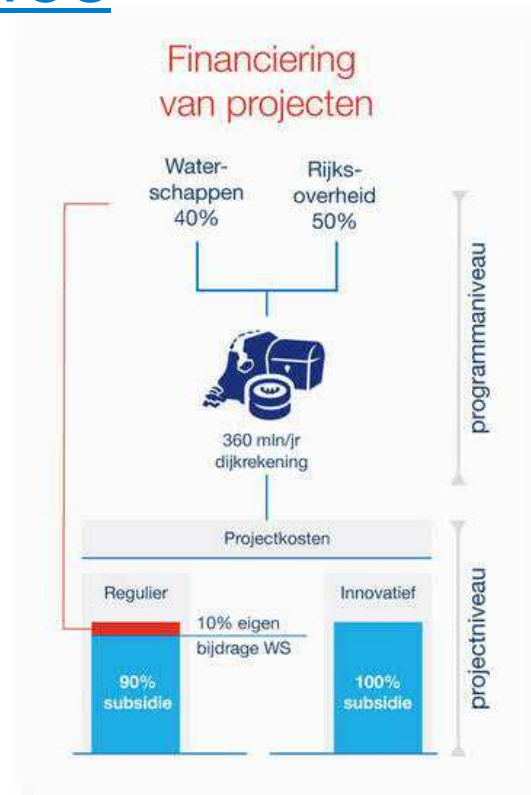 Financiering
van projecten
Water-
schappen
40%
Rijks-
overheid
50%
programmaniveau
360 mln/jr
dijkrekening
Projectkosten
Regulier
Innovatief
10% eigen
bijdrage WS
90%
subsidie
100%
subsidie
projectniveau